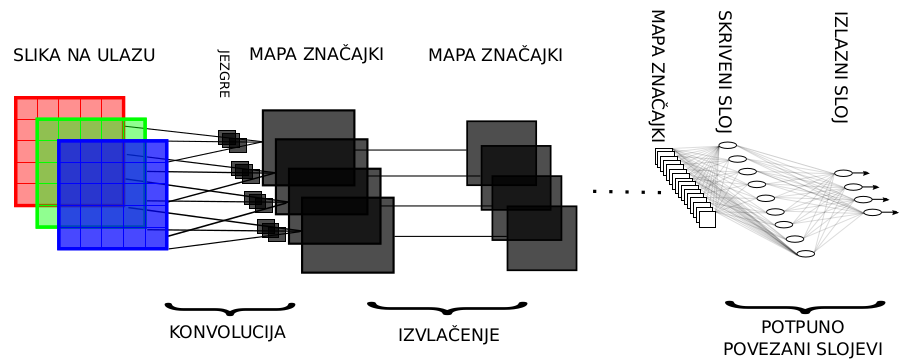 SLIKA NA ULAZU
JEZGRE
MAPA ZNAČAJKI
MAPA ZNAČAJKI
MAPA ZNAČAJKI
SKRIVENI SLOJ
IZLAZNI SLOJ
KONVOLUCIJA
IZVLAČENJE
POTPUNO
POVEZANI SLOJEVI